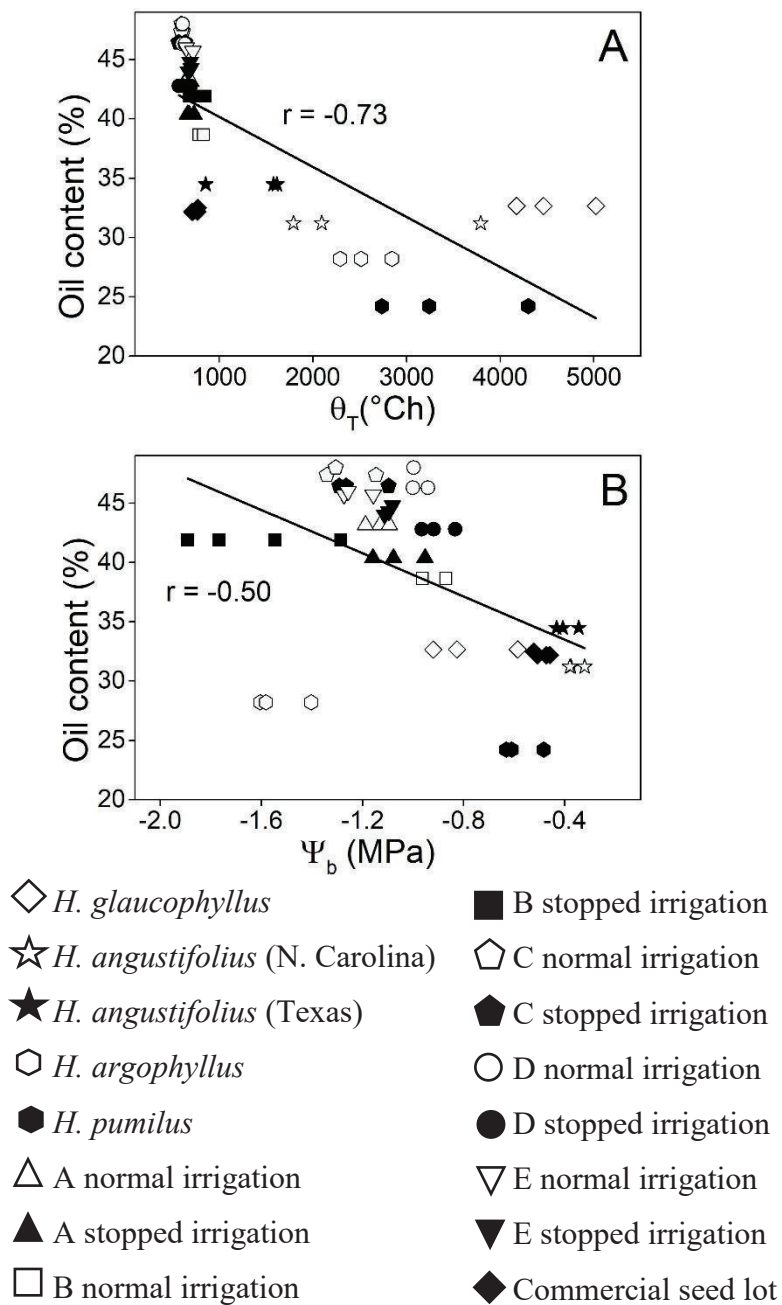 A
r = -0.73
Oil content (%)
45
40
35
30
25
20
1000 2000 3000 4000 5000
θT(°Ch)
B
r = -0.50
Oil content (%)
45
40
35
30
25
20
-2.0 -1.6 -1.2 -0.8 -0.4
Ψb (MPa)
H. glaucophyllus
H. angustifolius (N. Carolina)
H. angustifolius (Texas)
H. argophyllus
H. pumilus
A normal irrigation
A stopped irrigation
B normal irrigation
B stopped irrigation
C normal irrigation
C stopped irrigation
D normal irrigation
D stopped irrigation
E normal irrigation
E stopped irrigation
Commercial seed lot